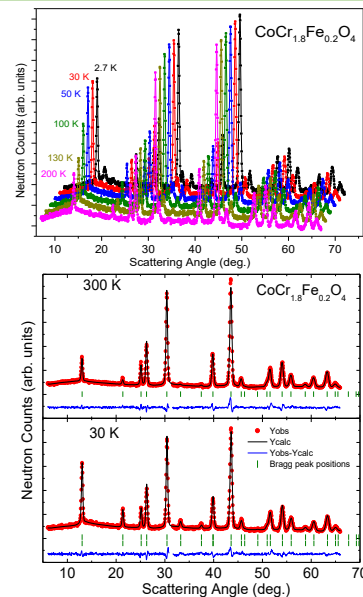 CoCr1.8Fe0.2O4
2.7 K
30 K
50 K
100 K
130 K
200 K
Neutron Counts (arb. units)
10 20 30 40 50 60 70
Scattering Angle (deg.)
300 K
CoCr1.8Fe0.2O4
30 K
Yobs
Ycalc
Yobs-Ycalc
Bragg peak positions
Neutron Counts (arb. units)
10 20 30 40 50 60 70
Scattering Angle (deg.)